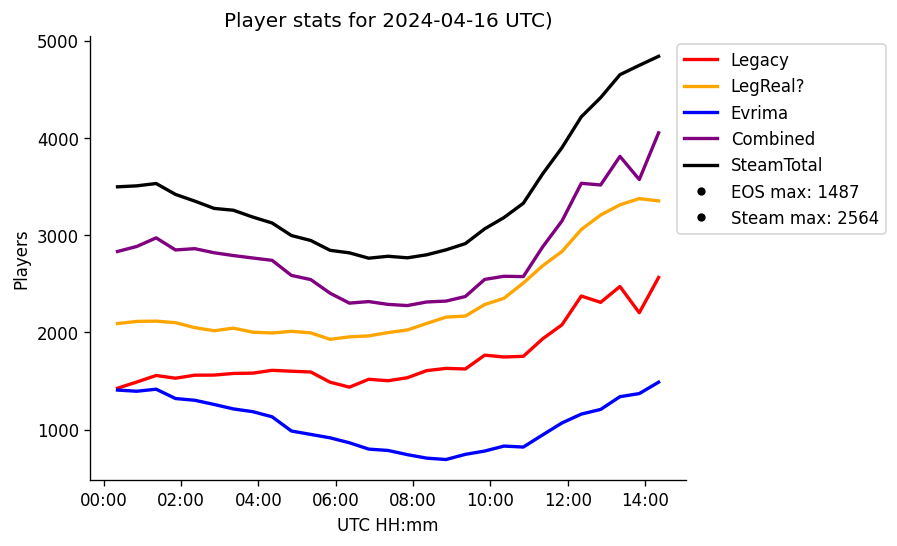 Player stats for 2024-04-16 UTC)
5000
4000
3000
2000
1000
Players
00:00 02:00 04:00 06:00 08:00 10:00 12:00 14:00
UTC HH:mm
Legacy
LegReal?
Evrima
Combined
SteamTotal
EOS max: 1487
Steam max: 2564